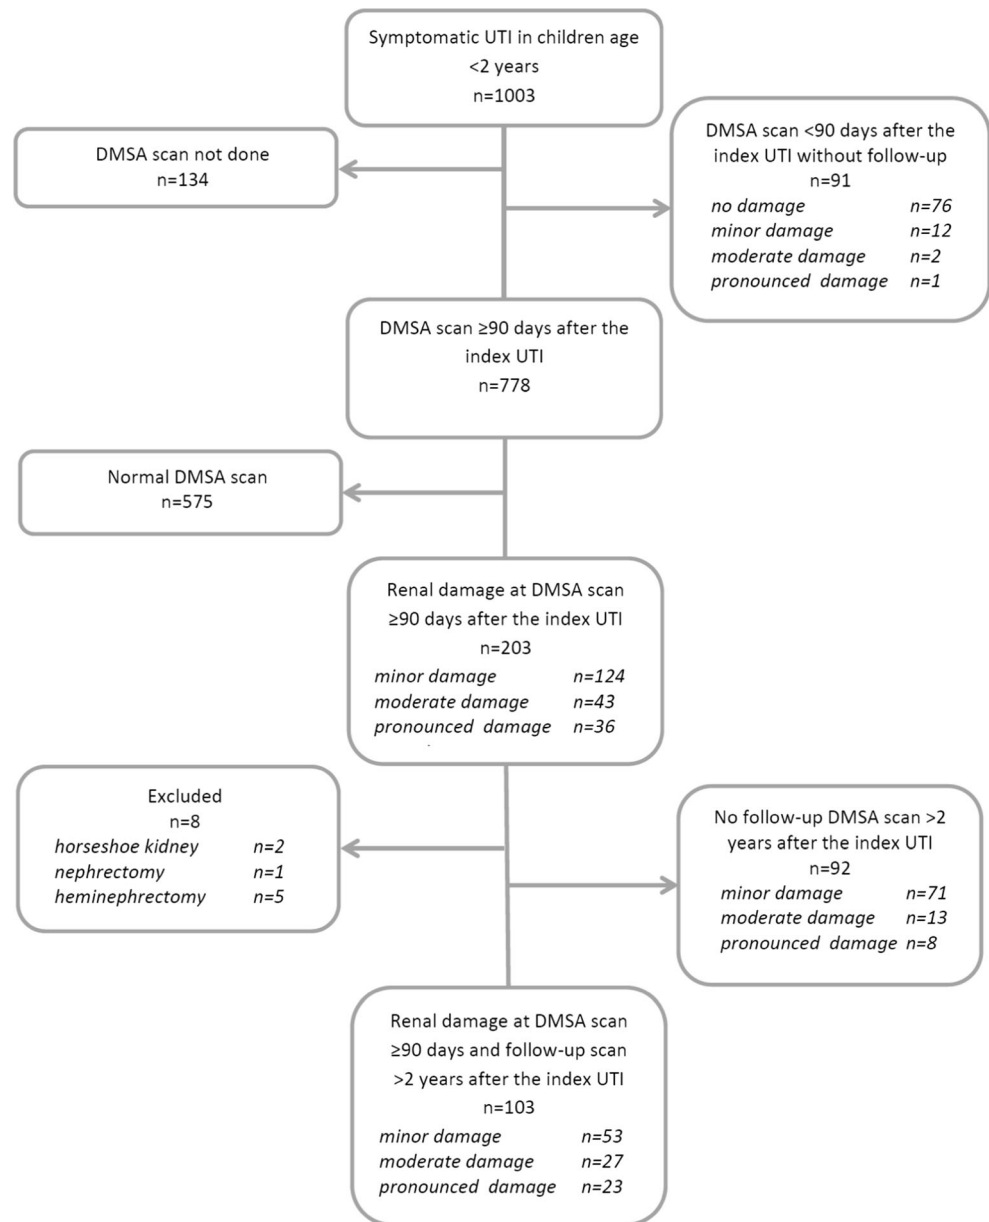 Symptomatic UTI in children age
<2 years
n=1003
DMSA scan not done
n=134
DMSA scan <90 days after the
index UTI without follow-up
n=91
no damage n=76
minor damage n=12
moderate damage n=2
pronounced damage n=1
DMSA scan ≥90 days after the
index UTI
n=778
Normal DMSA scan
n=575
Renal damage at DMSA scan
≥90 days after the index UTI
n=203
minor damage n=124
moderate damage n=43
pronounced damage n=36
Excluded
n=8
horseshoe kidney n=2
nephrectomy n=1
heminephrectomy n=5
No follow-up DMSA scan >2
years after the index UTI
n=92
minor damage n=71
moderate damage n=13
pronounced damage n=8
Renal damage at DMSA scan
≥90 days and follow-up scan
>2 years after the index UTI
n=103
minor damage n=53
moderate damage n=27
pronounced damage n=23